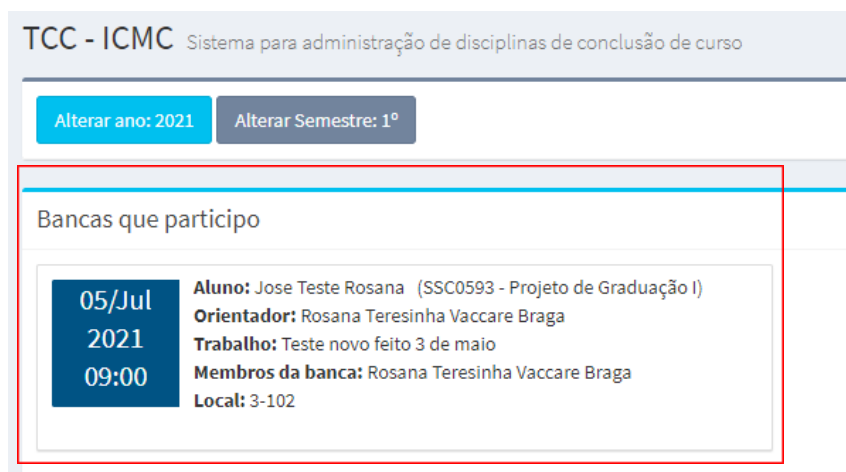 TCC - ICMC Sistema para administração de disciplinas de conclusão de curso
Alterar ano: 2021 Alterar Semestre: 1º
Bancas que participo
05/Jul
2021
09:00
Aluno: Jose Teste Rosana (SSC0593 - Projeto de Graduação I)
Orientador: Rosana Teresinha Vaccare Braga
Trabalho: Teste novo feito 3 de maio
Membros da banca: Rosana Teresinha Vaccare Braga
Local: 3-102